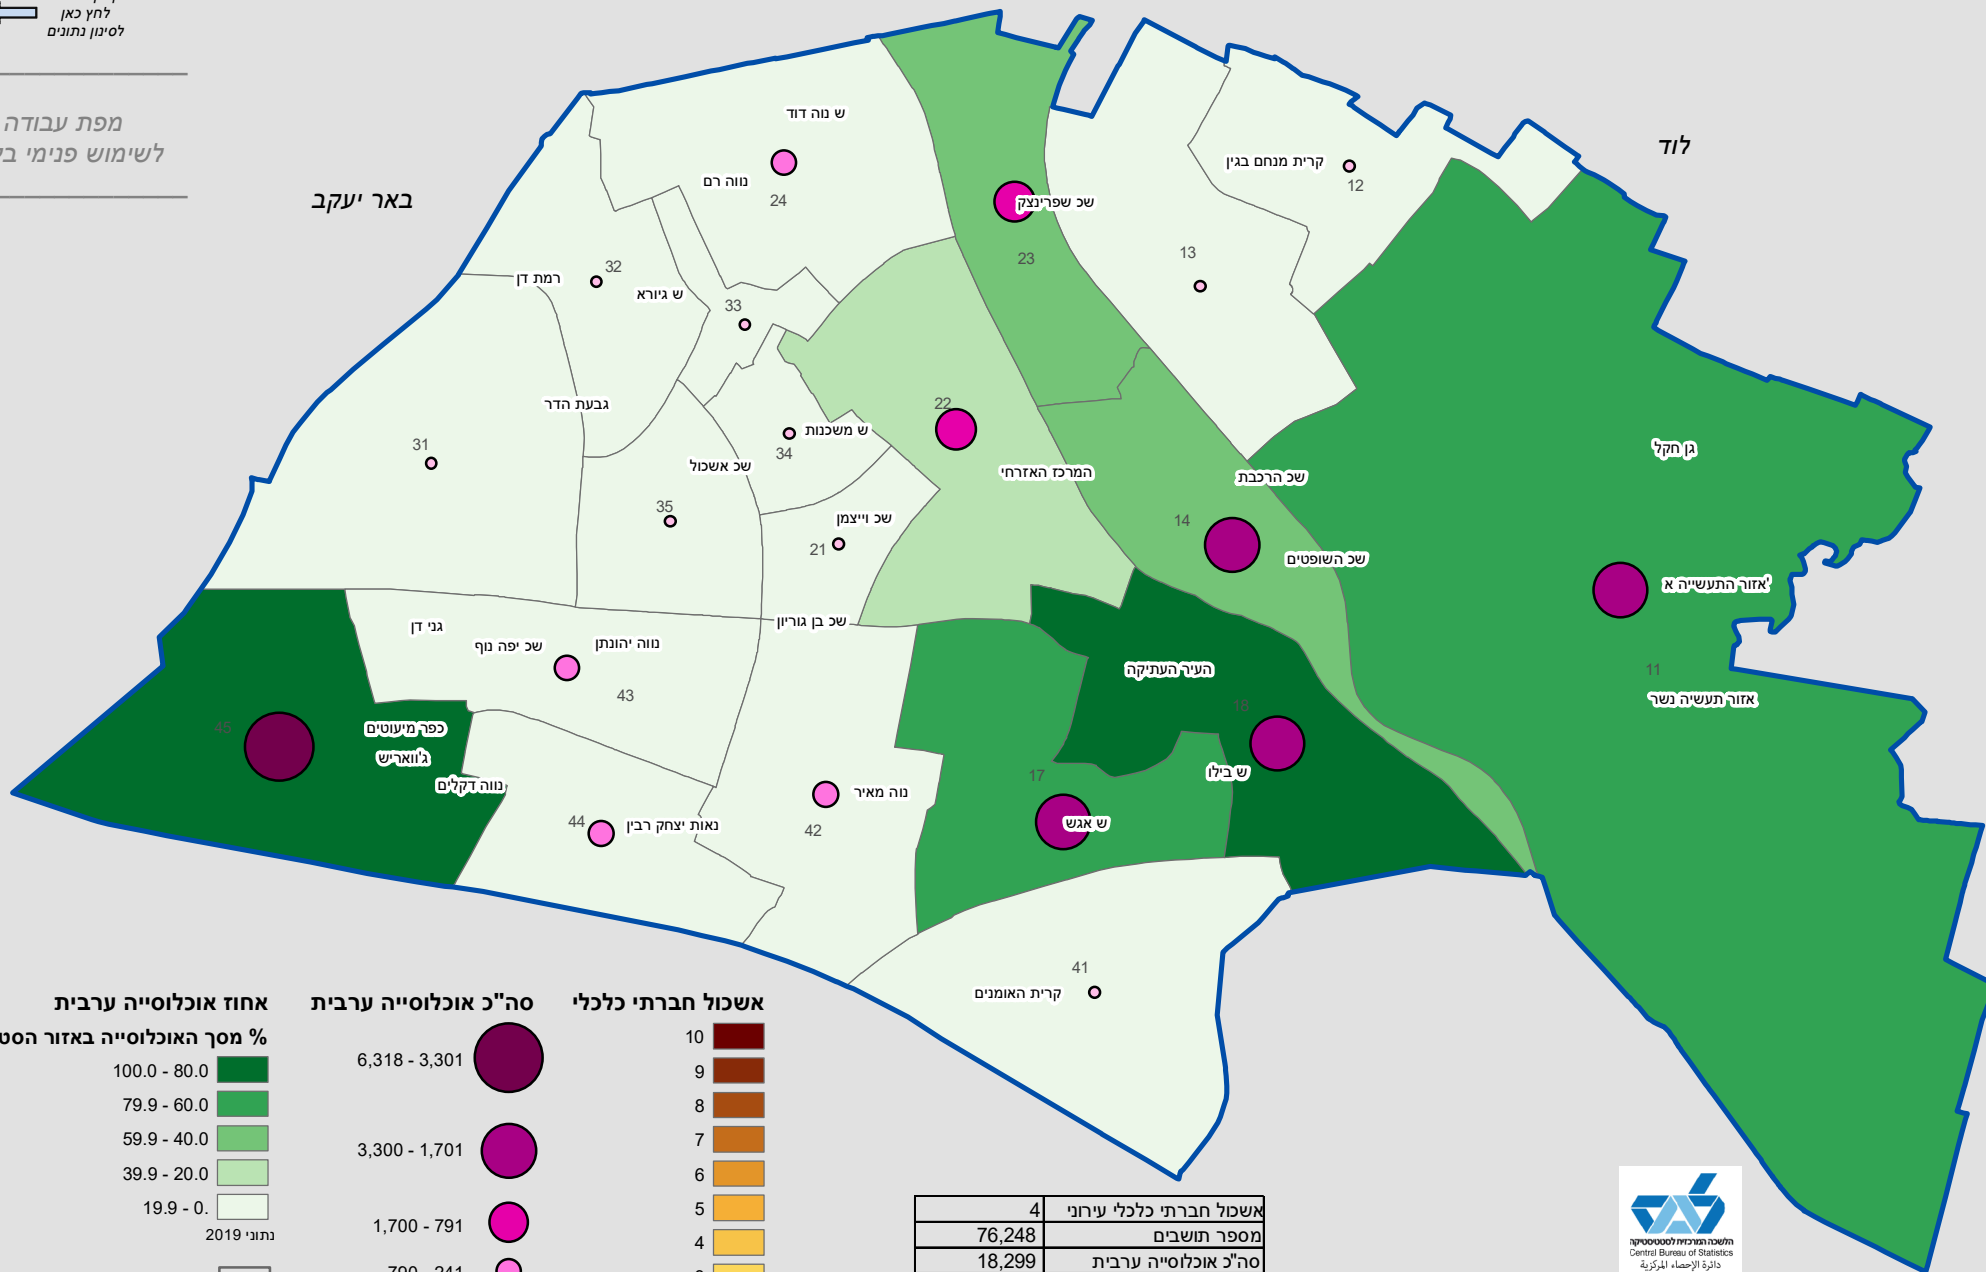 לחץ כאן
לסינון נתונים
מפת עבודה
לשימוש פנימי
באר יעקב
לוד
ש נוה דוד
נווה רם
24
שכ שפרינצק
23
קרית מנחם בגין
12
13
רמת דן
32
ש גיורא
33
גבעת הדר
31
22
ש משכנות
34
המרכז האזרחי
שכ אשכול
35
שכ וייצמן
21
שכ הרכבת
14
שכ השופטים
גן חקל
אזור התעשייה א'
11
אזור תעשיה נשר
שכ בן גוריון
גני דן
שכ יפה נוף
נווה יהונתן
43
העיר העתיקה
18
ש בילו
45
כפר מיעוטים
ג'וואריש
נווה דקלים
44
נאות יצחק רבין
נוה מאיר
42
17
ש אגש
41
קרית האומנים
אחוז אוכלוסייה ערבית
% מסך האוכלוסייה באזור הסט
100.0 - 80.0
79.9 - 60.0
59.9 - 40.0
39.9 - 20.0
19.9 - 0.
נתוני 2019
סה"כ אוכלוסייה ערבית
6,318 - 3,301
3,300 - 1,701
1,700 - 791
790 - 241
אשכול חברתי כלכלי
10
9
8
7
6
5
4
אשכול חברתי כלכלי עירוני 4
מספר תושבים 76,248
סה"כ אוכלוסייה ערבית 18,299
הלשכה המרכזית לסטטיסטיקה
Central Bureau of Statistics
دائرة الإحصاء المركزية